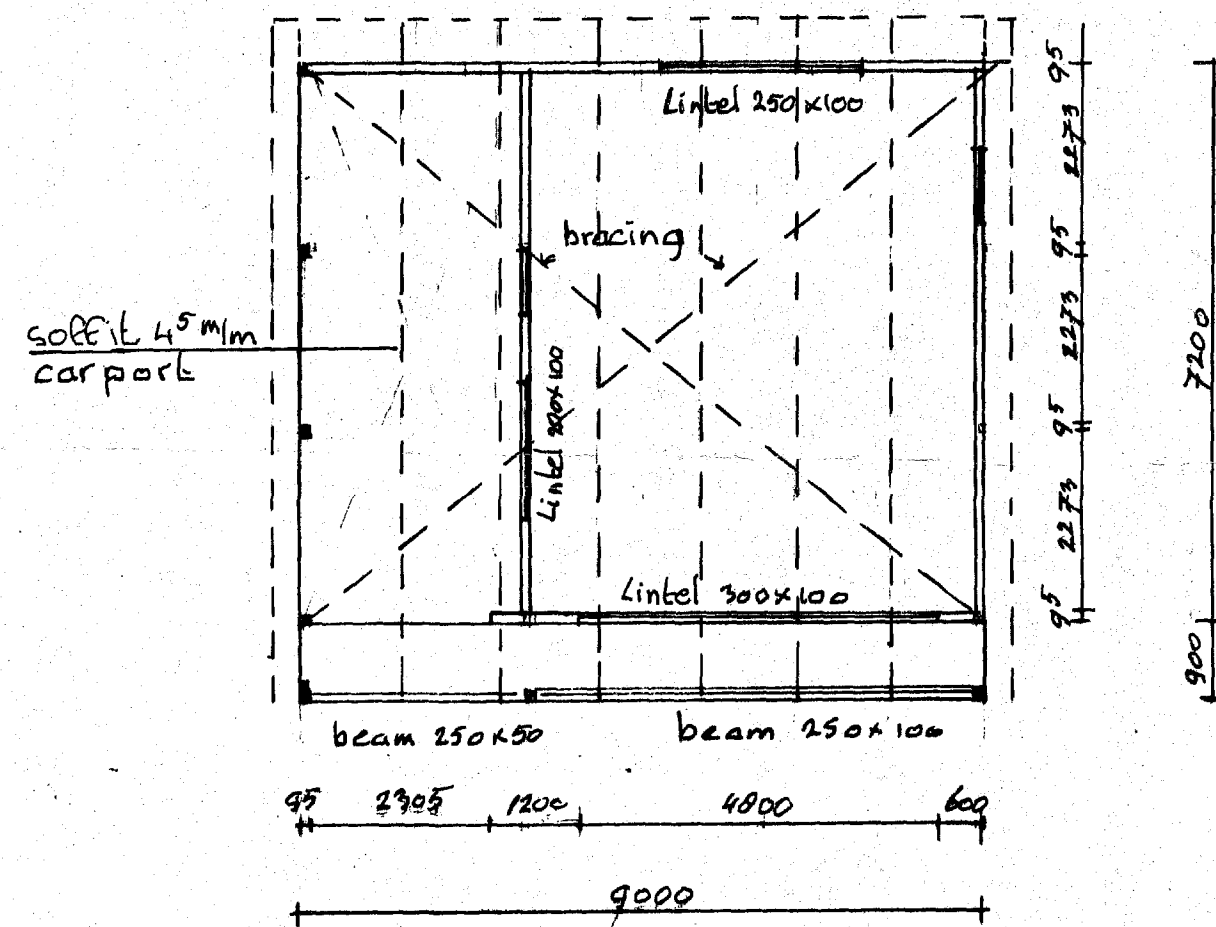 Lintel 250x100
bracing
soffit 4⁵ m/m
carport
Lintel 200x100
Lintel 300x100
beam 250x50
beam 250x100
95
2273
95
2273
95
2273
95
7200
900
95 2305 1200 4800 600
9000